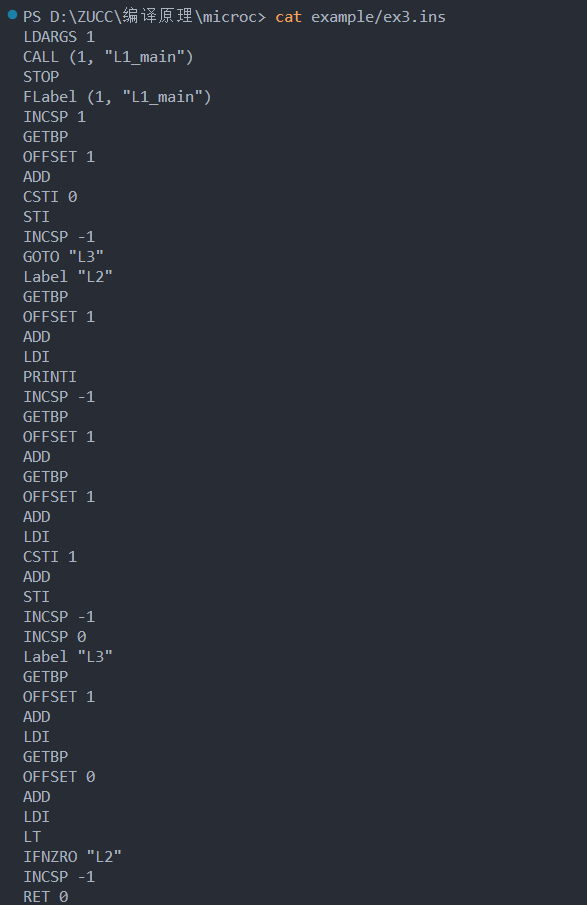 PS D:\ZUCC\编译原理\microc> cat example/ex3.ins
LDARGS 1
CALL (1, "L1_main")
STOP
FLabel (1, "L1_main")
INCSP 1
GETBP
OFFSET 1
ADD
CSTI 0
STI
INCSP -1
GOTO "L3"
Label "L2"
GETBP
OFFSET 1
ADD
LDI
PRINTI
INCSP -1
GETBP
OFFSET 1
ADD
GETBP
OFFSET 1
ADD
LDI
CSTI 1
ADD
STI
INCSP -1
INCSP 0
Label "L3"
GETBP
OFFSET 1
ADD
LDI
GETBP
OFFSET 0
ADD
LDI
LT
IFNZRO "L2"
INCSP -1
RET 0